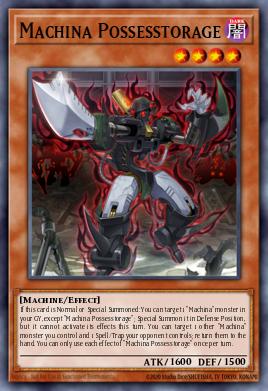 MACHINA POSSESSTORAGE
DARK
闇
[MACHINE/EFFECT]
If this card is Normal or Special Summoned: You can target 1 "Machina" monster in
your GY, except "Machina Possesstorage"; Special Summon it in Defense Position,
but it cannot activate its effects this turn. You can target 1 other "Machina"
monster you control and 1 Spell/Trap your opponent controls; return them to the
hand. You can only use each effect of "Machina Possesstorage" once per turn.
ATK/1600 DEF/1500
©2020 Studio Dice/SHUEISHA, TV TOKYO, KONAMI